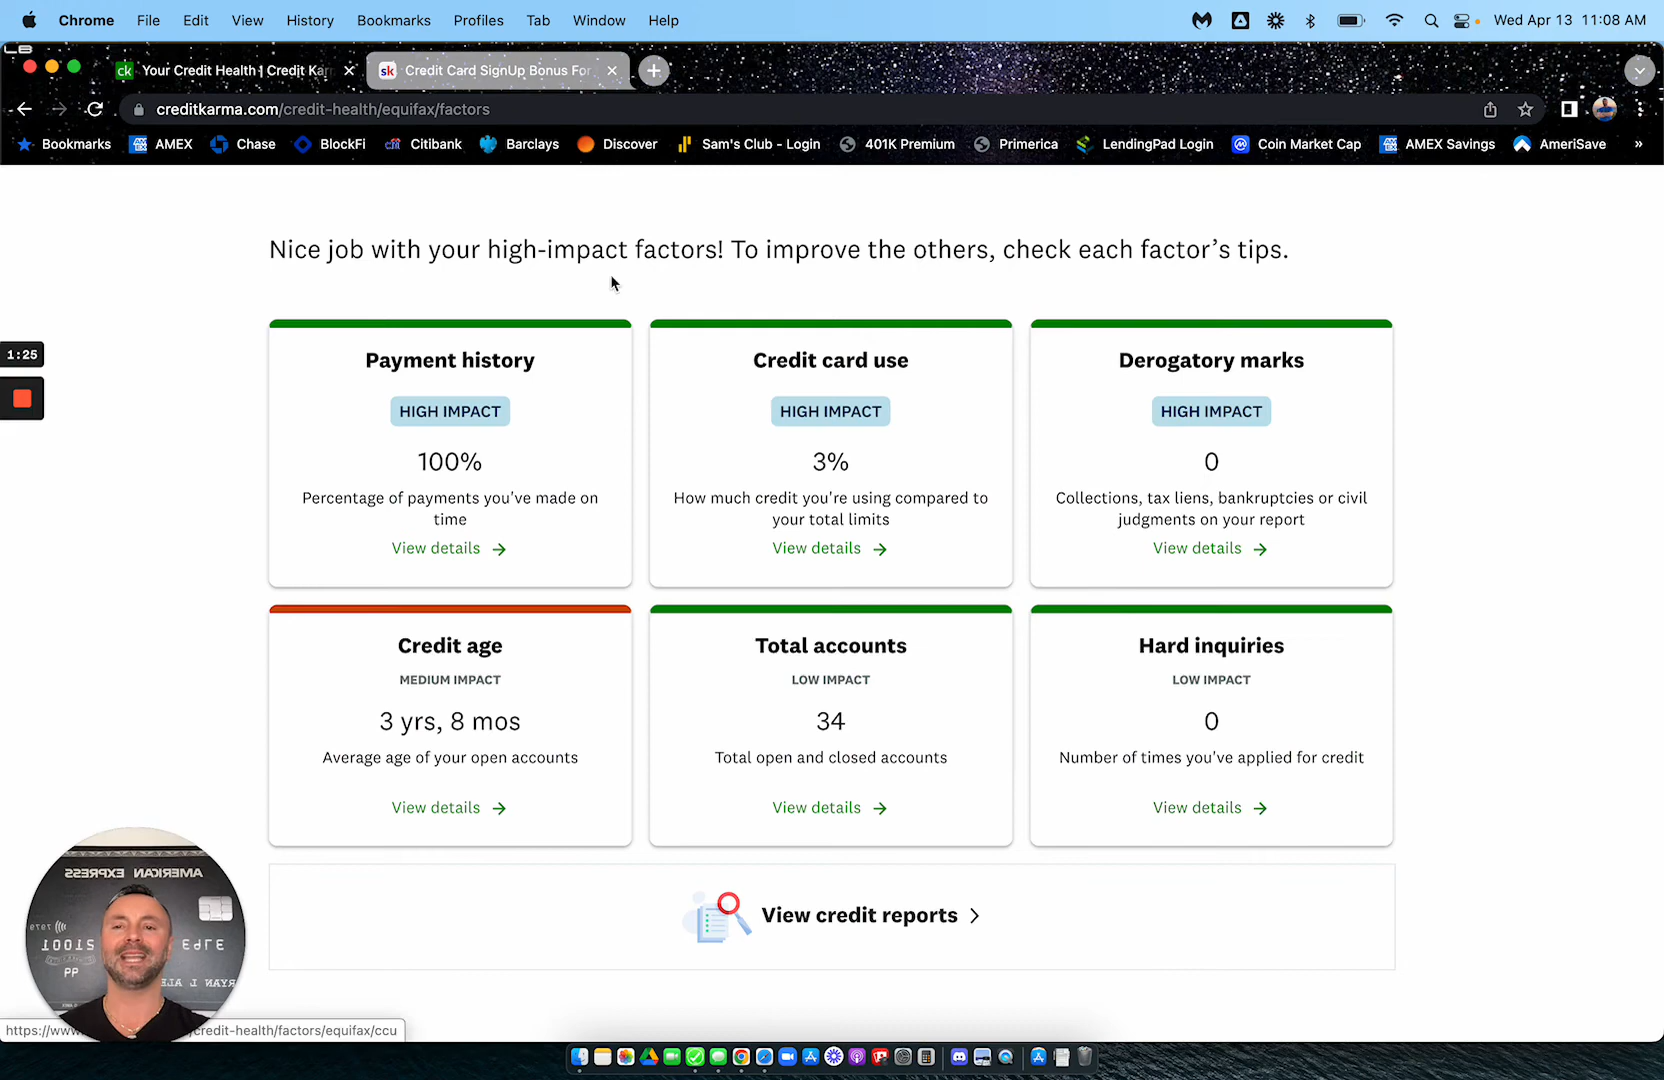 Chrome File Edit View History Bookmarks Profiles Tab Window Help Wed Apr 13 11:08 AM
ck Your Credit Health | Credit Kar sk Credit Card SignUp Bonus For
creditkarma.com/credit-health/equifax/factors
Bookmarks AMEX Chase BlockFi citi Citibank Barclays Discover Sam's Club - Login 401K Premium Primerica LendingPad Login Coin Market Cap AMEX Savings AmeriSave »
Nice job with your high-impact factors! To improve the others, check each factor's tips.
1:25
Payment history
HIGH IMPACT
100%
Percentage of payments you've made on
time
View details
Credit card use
HIGH IMPACT
3%
How much credit you're using compared to
your total limits
View details
Derogatory marks
HIGH IMPACT
0
Collections, tax liens, bankruptcies or civil
judgments on your report
View details
Credit age
MEDIUM IMPACT
3 yrs, 8 mos
Average age of your open accounts
View details
Total accounts
LOW IMPACT
34
Total open and closed accounts
View details
Hard inquiries
LOW IMPACT
0
Number of times you've applied for credit
View details
View credit reports
AMERICAN EXPRESS
https://www
credit-health/factors/equifax/ccu